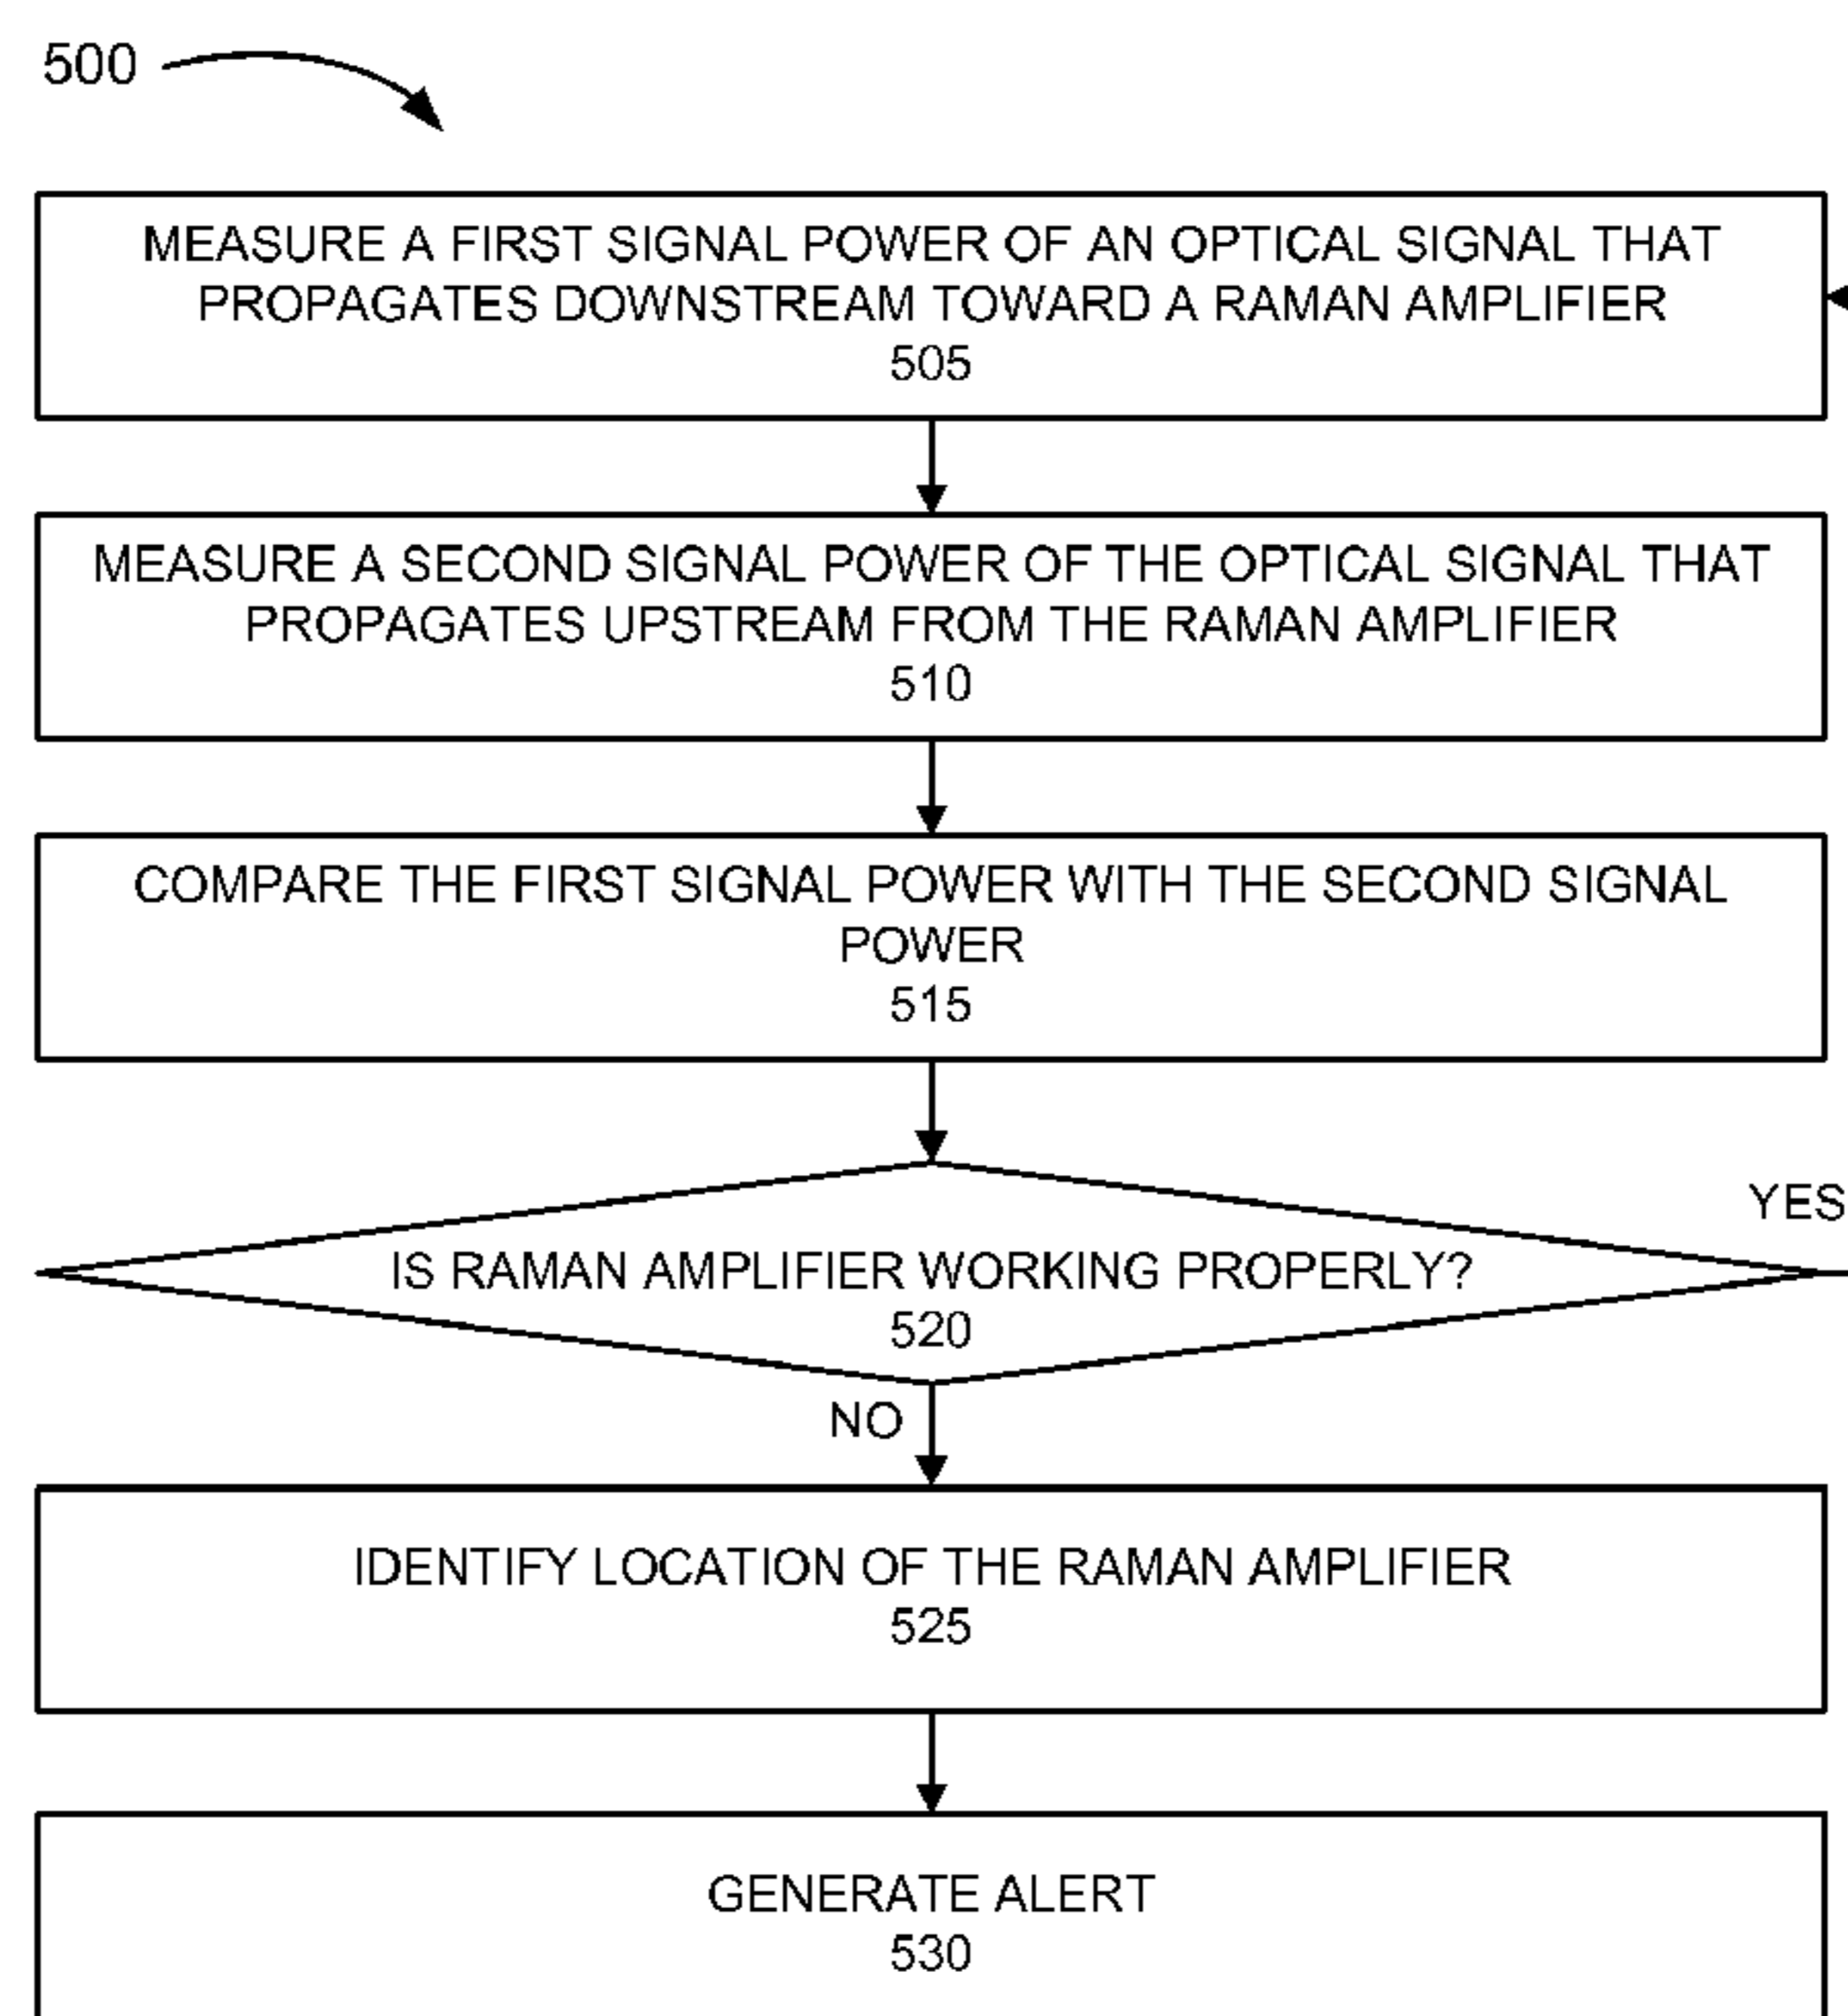 500
MEASURE A FIRST SIGNAL POWER OF AN OPTICAL SIGNAL THAT
PROPAGATES DOWNSTREAM TOWARD A RAMAN AMPLIFIER
505
MEASURE A SECOND SIGNAL POWER OF THE OPTICAL SIGNAL THAT
PROPAGATES UPSTREAM FROM THE RAMAN AMPLIFIER
510
COMPARE THE FIRST SIGNAL POWER WITH THE SECOND SIGNAL
POWER
515
YES
IS RAMAN AMPLIFIER WORKING PROPERLY?
520
NO
IDENTIFY LOCATION OF THE RAMAN AMPLIFIER
525
GENERATE ALERT
530